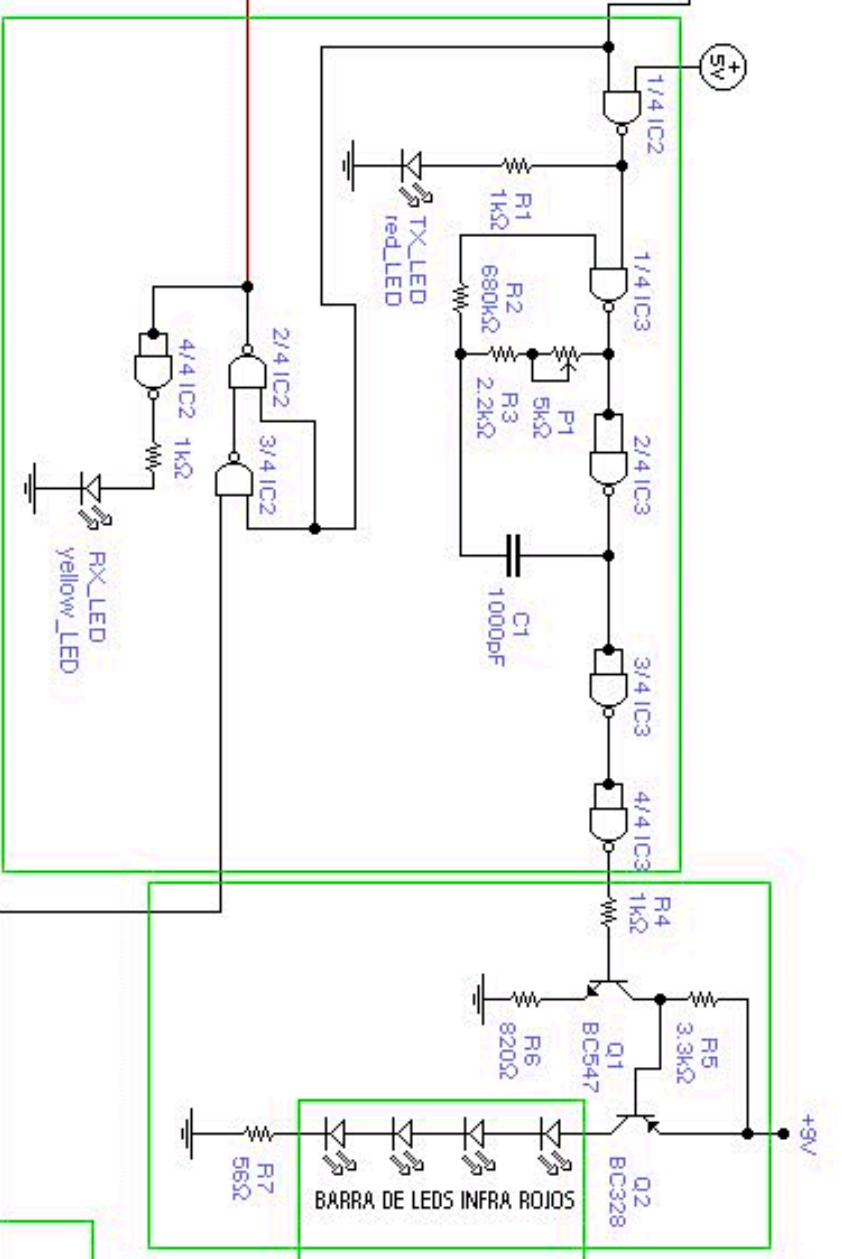 +
5V
1/4 IC2
R1
1kΩ
TX_LED
red_LED
1/4 IC3
R2
680kΩ
R3
2.2kΩ
P1
5kΩ
2/4 IC3
2/4 IC2
3/4 IC2
4/4 IC2
1kΩ
RX_LED
yellow_LED
C1
1000pF
3/4 IC3
4/4 IC3
R4
1kΩ
R5
3.3kΩ
Q1
BC547
R6
820Ω
+9V
Q2
BC328
R7
56Ω
BARRA DE LEDS INFRA ROJOS